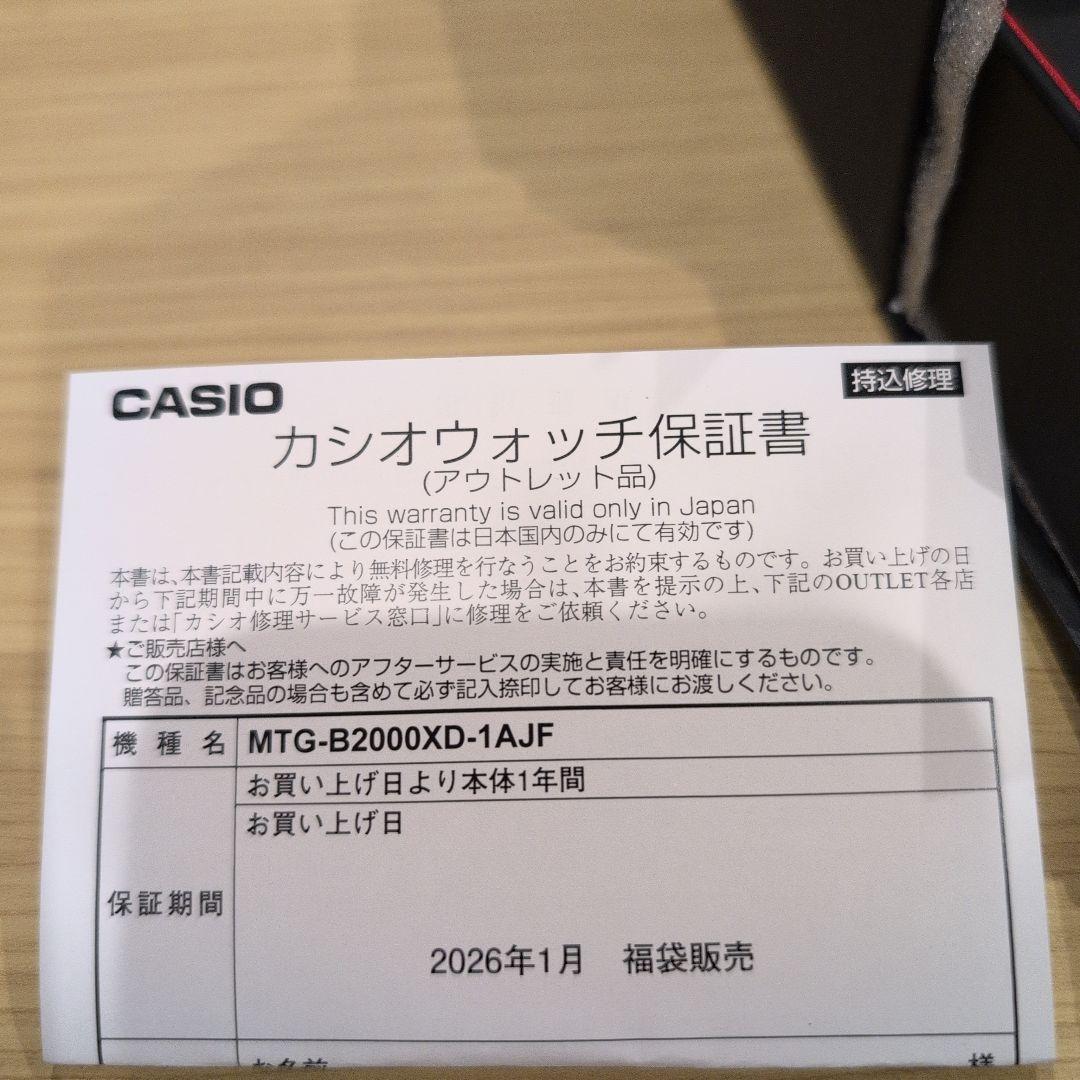 CASIO
持込修理
カシオウォッチ保証書
(アウトレット品)
This warranty is valid only in Japan
(この保証書は日本国内のみにて有効です)
本書は、本書記載内容により無料修理を行なうことをお約束するものです。お買い上げの日
から下記期間中に万一故障が発生した場合は、本書を提示の上、下記のOUTLET各店
または「カシオ修理サービス窓口」に修理をご依頼ください。
★ご販売店様へ
この保証書はお客様へのアフターサービスの実施と責任を明確にするものです。
贈答品、記念品の場合も含めて必ず記入捺印してお客様にお渡しください。
機種名 MTG-B2000XD-1AJF
お買い上げ日より本体1年間
お買い上げ日
保証期間
2026年1月 福袋販売
お名前 様